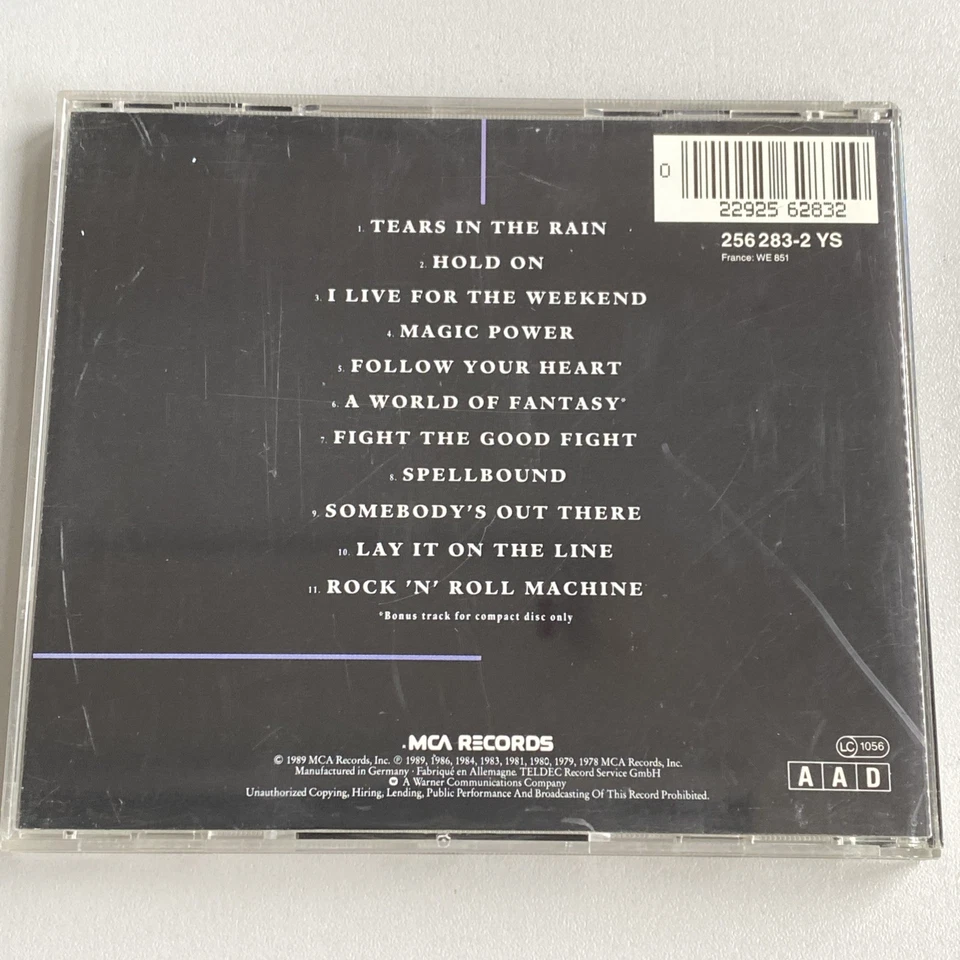 0
22925 62832
256 283-2 YS
France: WE 851
1. TEARS IN THE RAIN
2. HOLD ON
3. I LIVE FOR THE WEEKEND
4. MAGIC POWER
5. FOLLOW YOUR HEART
6. A WORLD OF FANTASY*
7. FIGHT THE GOOD FIGHT
8. SPELLBOUND
9. SOMEBODY'S OUT THERE
10. LAY IT ON THE LINE
11. ROCK 'N' ROLL MACHINE
*Bonus track for compact disc only
MCA RECORDS
© 1989 MCA Records, Inc. ℗ 1989, 1986, 1984, 1983, 1981, 1980, 1979, 1978 MCA Records, Inc.
Manufactured in Germany · Fabriqué en Allemagne. TELDEC Record Service GmbH
A Warner Communications Company
Unauthorized Copying, Hiring, Lending, Public Performance And Broadcasting Of This Record Prohibited.
LC 1056
A A D